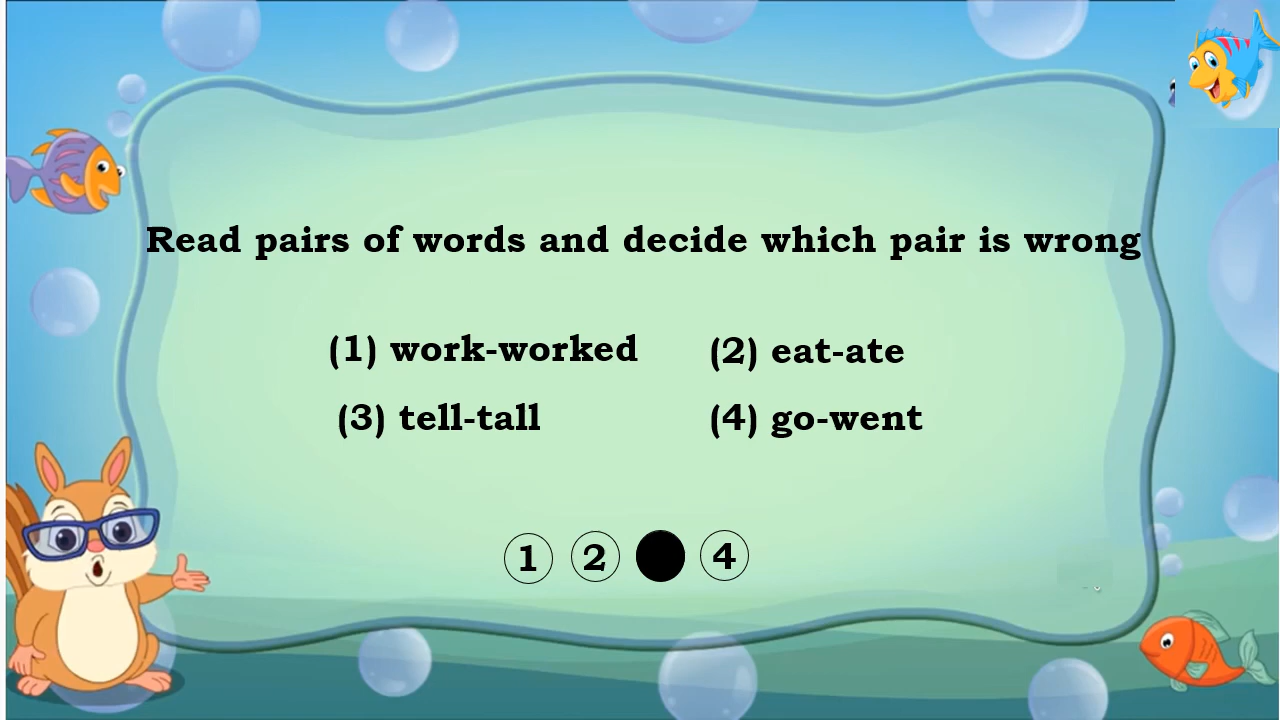 Read pairs of words and decide which pair is wrong
(1) work-worked (2) eat-ate
(3) tell-tall (4) go-went
1 2 4